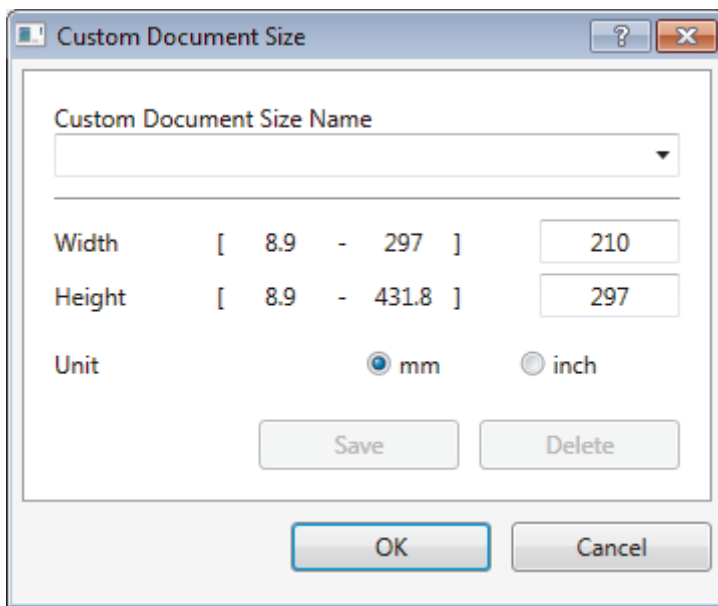 Custom Document Size
Custom Document Size Name
Width [ 8.9 - 297 ] 210
Height [ 8.9 - 431.8 ] 297
Unit mm inch
Save Delete
OK Cancel